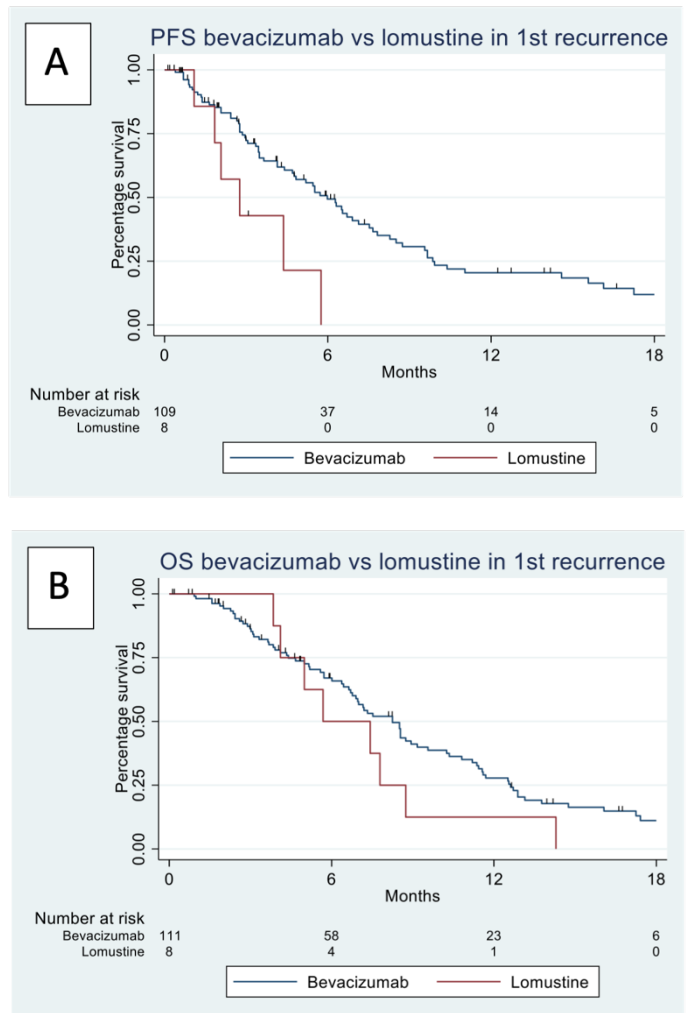 A
PFS bevacizumab vs lomustine in 1st recurrence
Percentage survival
1.00
0.75
0.50
0.25
0.00
0 6 12 18
Months
Number at risk
Bevacizumab 109 37 14 5
Lomustine 8 0 0 0
Bevacizumab Lomustine
B
OS bevacizumab vs lomustine in 1st recurrence
Percentage survival
1.00
0.75
0.50
0.25
0.00
0 6 12 18
Months
Number at risk
Bevacizumab 111 58 23 6
Lomustine 8 4 1 0
Bevacizumab Lomustine